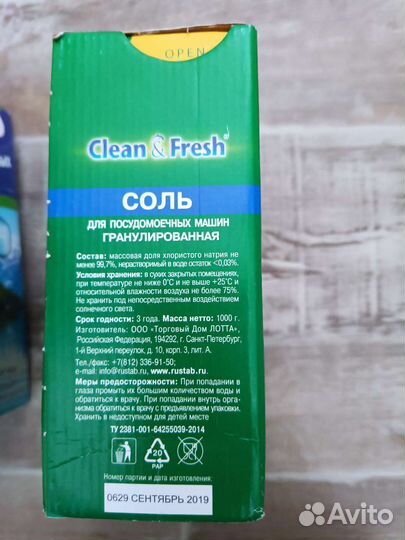 OPEN
Clean & Fresh
СОЛЬ
ДЛЯ ПОСУДОМОЕЧНЫХ МАШИН
ГРАНУЛИРОВАННАЯ
Состав: массовая доля хлористого натрия не
менее 99,7%, нерастворимый в воде остаток <0,03%.
Условия хранения: в сухих закрытых помещениях,
при температуре не ниже 0°С и не выше +25°С и
относительной влажности воздуха не более 75%.
Не хранить под непосредственным воздействием
солнечного света.
Срок годности: 3 года. Масса нетто: 1000 г.
Изготовитель: ООО "Торговый Дом ЛОТТА",
Российская Федерация, 194292, г. Санкт-Петербург,
1-й Верхний переулок, д. 10, корп. 3, лит. А.
Тел./факс: +7(812) 336-91-50;
e-mail: info@rustab.ru, www.rustab.ru
Меры предосторожности: При попадании в
глаза промыть их большим количеством воды и
обратиться к врачу. При попадании внутрь орга-
низма обратиться к врачу с предъявлением упаковки.
Хранить в недоступном для детей месте
ТУ 2381-001-64255039-2014
20
PAP
Номер партии и дата изготовления:
0629 СЕНТЯБРЬ 2019
Avito